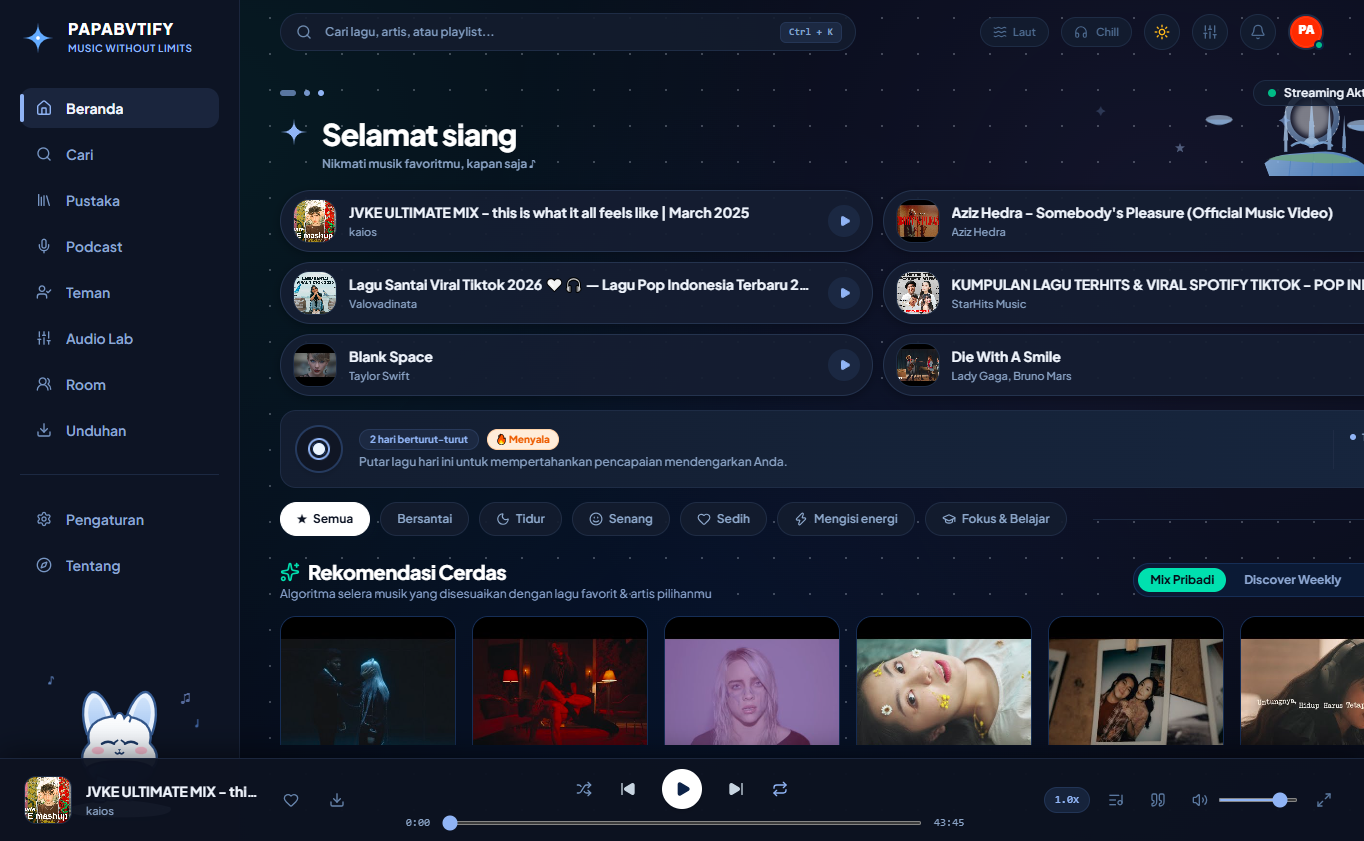 PAPABVTIFY
MUSIC WITHOUT LIMITS
Beranda
Cari
Pustaka
Podcast
Teman
Audio Lab
Room
Unduhan
Pengaturan
Tentang
Cari lagu, artis, atau playlist...
Ctrl + K
Laut
Chill
PA
Streaming Akt
Selamat siang
Nikmati musik favoritmu, kapan saja ♪
JVKE ULTIMATE MIX - this is what it all feels like | March 2025
kaios
Aziz Hedra - Somebody's Pleasure (Official Music Video)
Aziz Hedra
Lagu Santai Viral Tiktok 2026 🤍 🎧 — Lagu Pop Indonesia Terbaru 2...
Valovadinata
KUMPULAN LAGU TERHITS & VIRAL SPOTIFY TIKTOK - POP IN
StarHits Music
Blank Space
Taylor Swift
Die With A Smile
Lady Gaga, Bruno Mars
2 hari berturut-turut
🔥 Menyala
Putar lagu hari ini untuk mempertahankan pencapaian mendengarkan Anda.
★ Semua
Bersantai
Tidur
Senang
Sedih
Mengisi energi
Fokus & Belajar
Rekomendasi Cerdas
Algoritma selera musik yang disesuaikan dengan lagu favorit & artis pilihanmu
Mix Pribadi
Discover Weekly
Untungnya, Hidup Harus Tetap
JVKE ULTIMATE MIX - thi...
kaios
0:00
43:45
1.0x